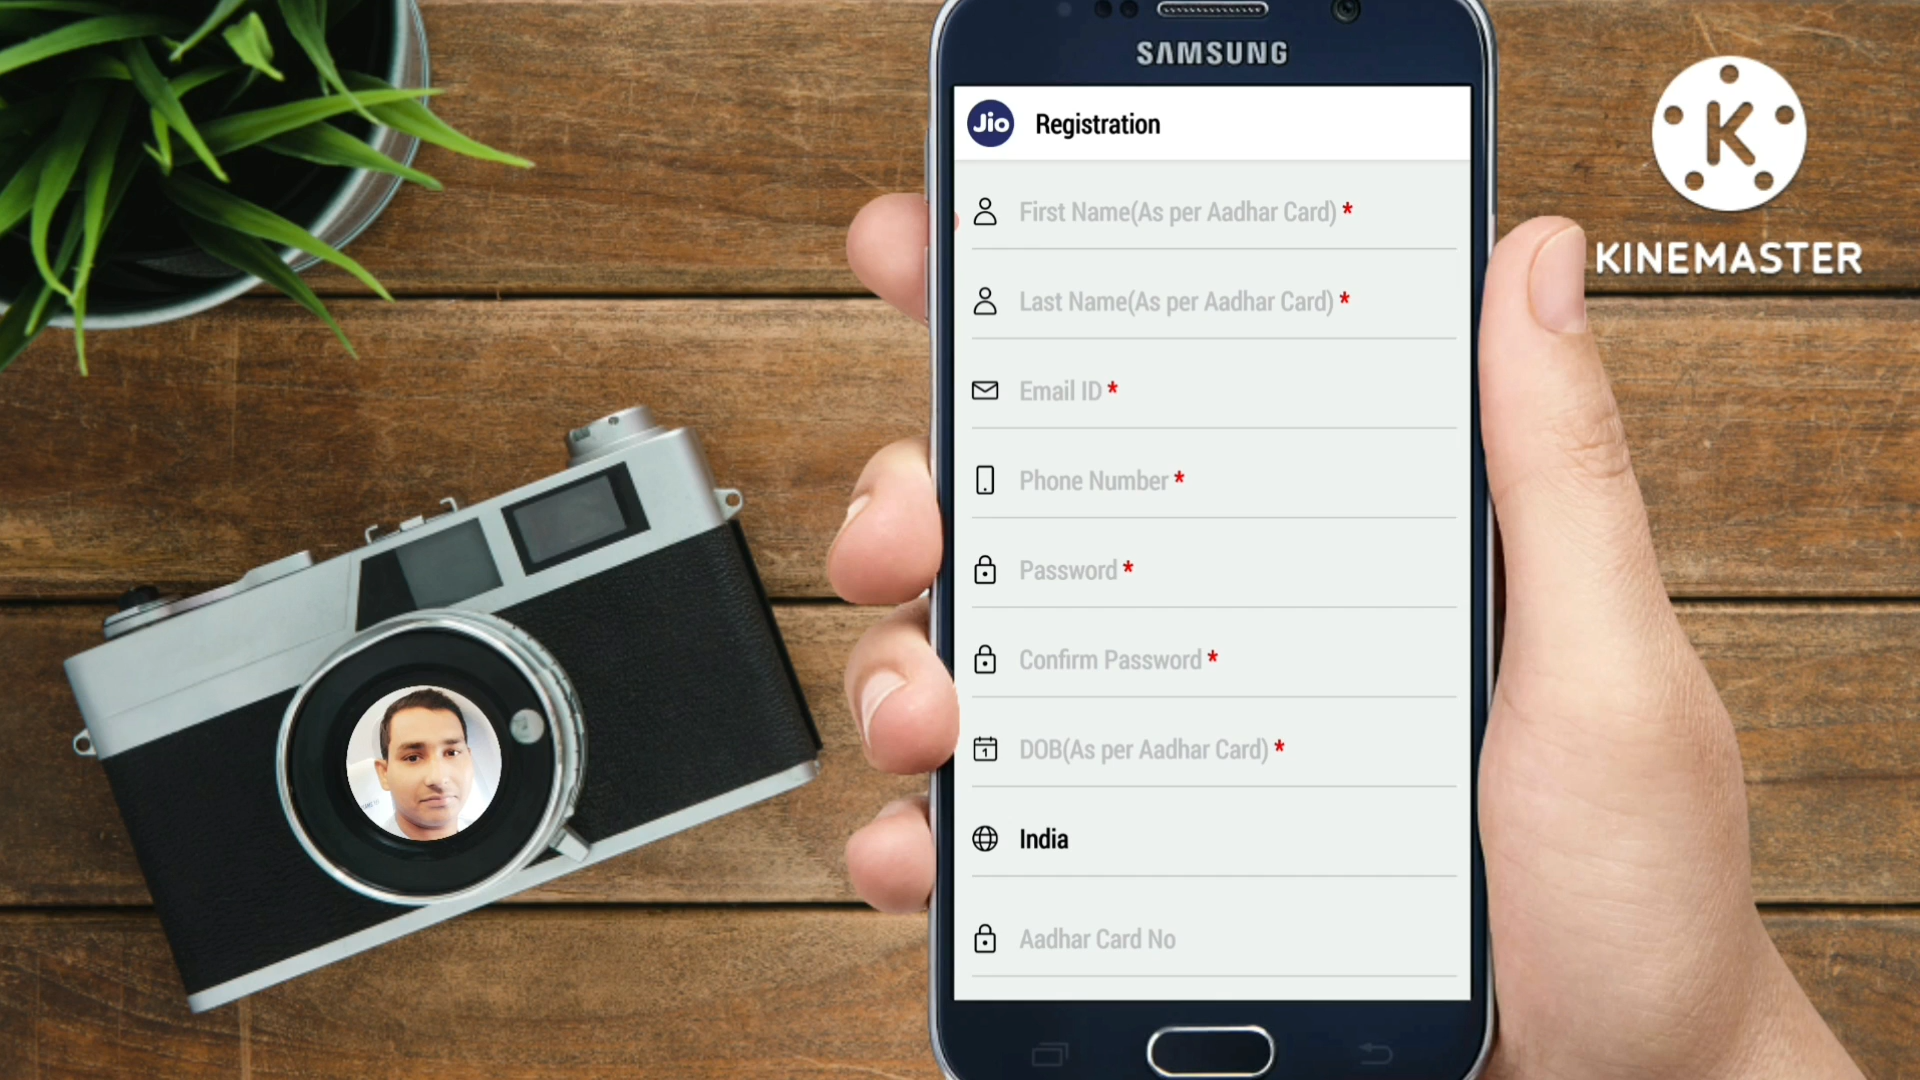 SAMSUNG
Jio
Registration
First Name(As per Aadhar Card) *
Last Name(As per Aadhar Card) *
Email ID *
Phone Number *
Password *
Confirm Password *
DOB(As per Aadhar Card) *
1
India
Aadhar Card No
K
KINEMASTER